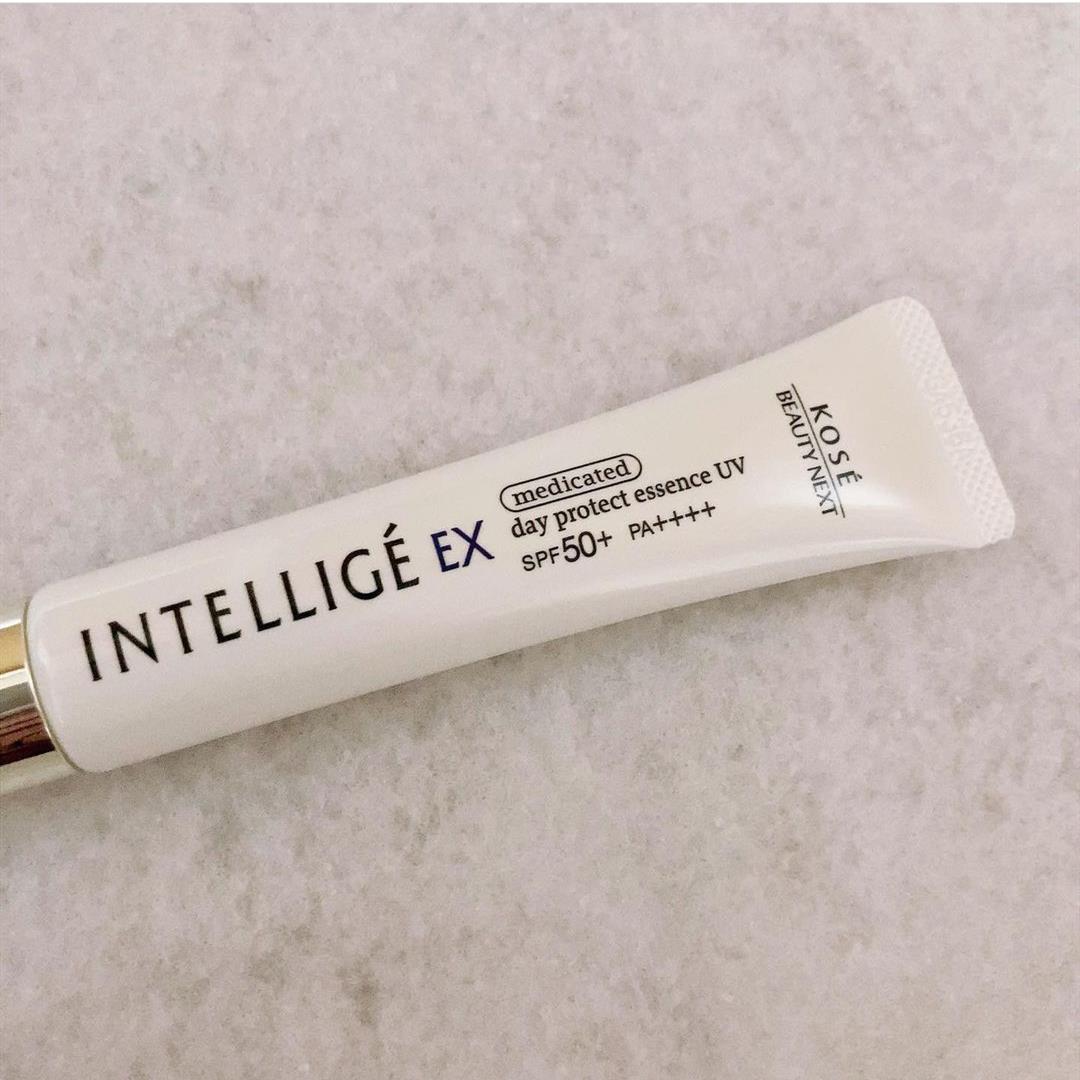 INTELLIGÉ EX
medicated
day protect essence UV
SPF50+ PA++++
KOSÉ
BEAUTY NEXT